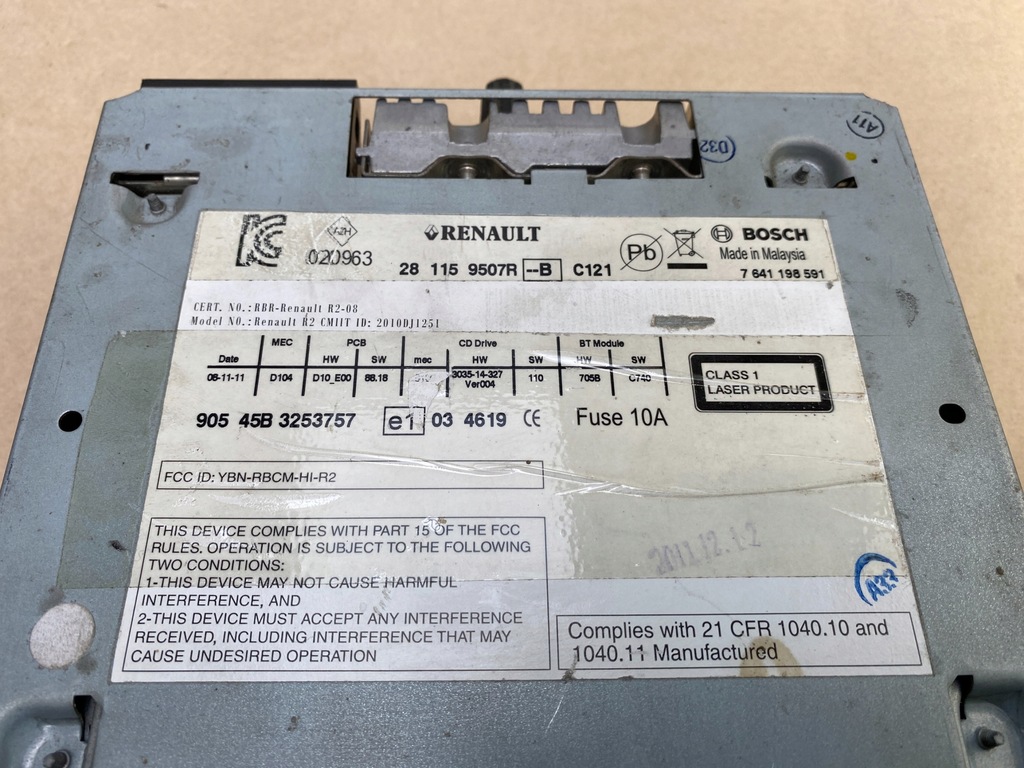 A11
D32
KC
AZH
020963
RENAULT
28 115 9507R --B C121
Pb
BOSCH
Made in Malaysia
7 641 198 591
CERT. NO.:RBR-Renault R2-08
Model NO.:Renault R2 CMIIT ID: 2010DJ1251
MEC PCB CD Drive BT Module
Date HW SW mec HW SW HW SW
08-11-11 D104 D10_E00 88.18 3035-14-327 Ver004 110 705B C740
CLASS 1
LASER PRODUCT
905 45B 3253757 e1 03 4619 CE Fuse 10A
FCC ID: YBN-RBCM-HI-R2
THIS DEVICE COMPLIES WITH PART 15 OF THE FCC
RULES. OPERATION IS SUBJECT TO THE FOLLOWING
TWO CONDITIONS:
1-THIS DEVICE MAY NOT CAUSE HARMFUL
INTERFERENCE, AND
2-THIS DEVICE MUST ACCEPT ANY INTERFERENCE
RECEIVED, INCLUDING INTERFERENCE THAT MAY
CAUSE UNDESIRED OPERATION
2011.12.12
A33
Complies with 21 CFR 1040.10 and
1040.11 Manufactured